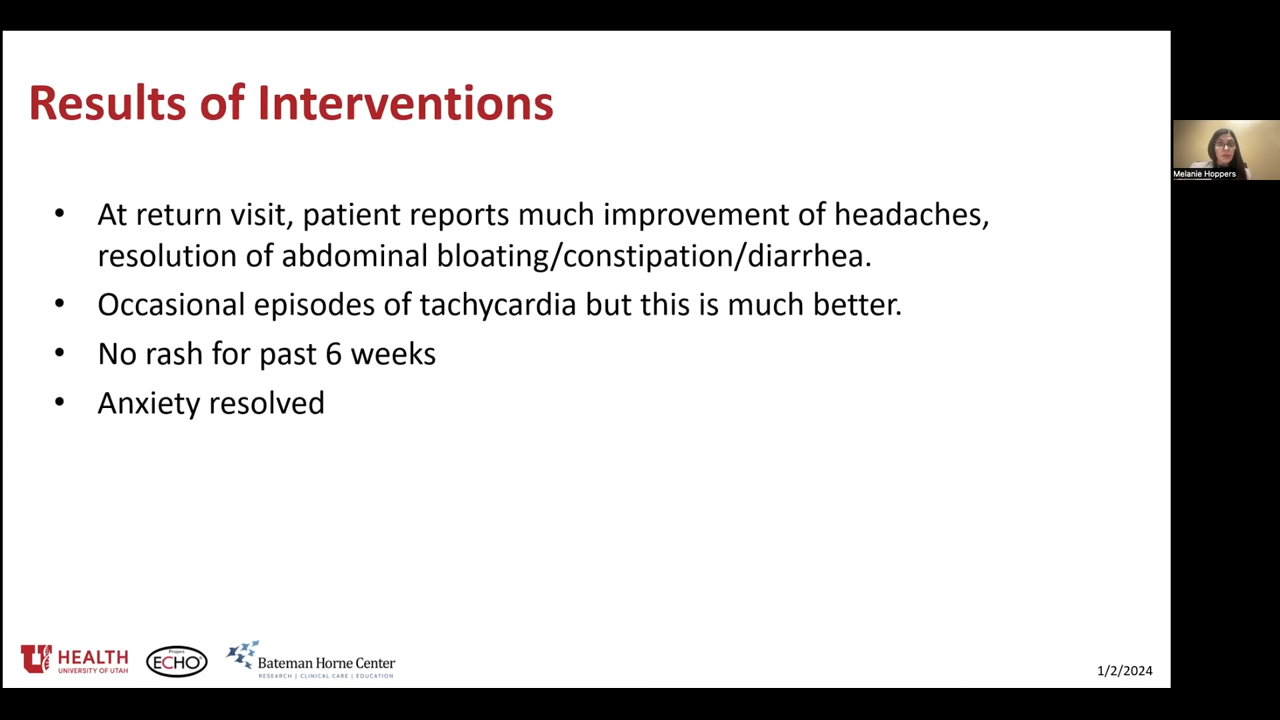 Results of Interventions
• At return visit, patient reports much improvement of headaches,
resolution of abdominal bloating/constipation/diarrhea.
• Occasional episodes of tachycardia but this is much better.
• No rash for past 6 weeks
• Anxiety resolved
Melanie Hoppers
U HEALTH
UNIVERSITY OF UTAH
Project
ECHO
Bateman Horne Center
RESEARCH | CLINICAL CARE | EDUCATION
1/2/2024